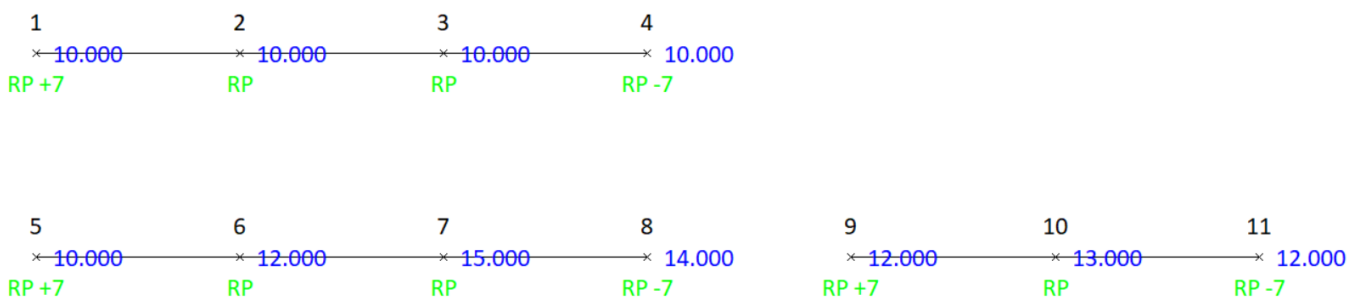 1 2 3 4
10.000 10.000 10.000 10.000
RP +7 RP RP RP -7
5 6 7 8 9 10 11
10.000 12.000 15.000 14.000 12.000 13.000 12.000
RP +7 RP RP RP -7 RP +7 RP RP -7